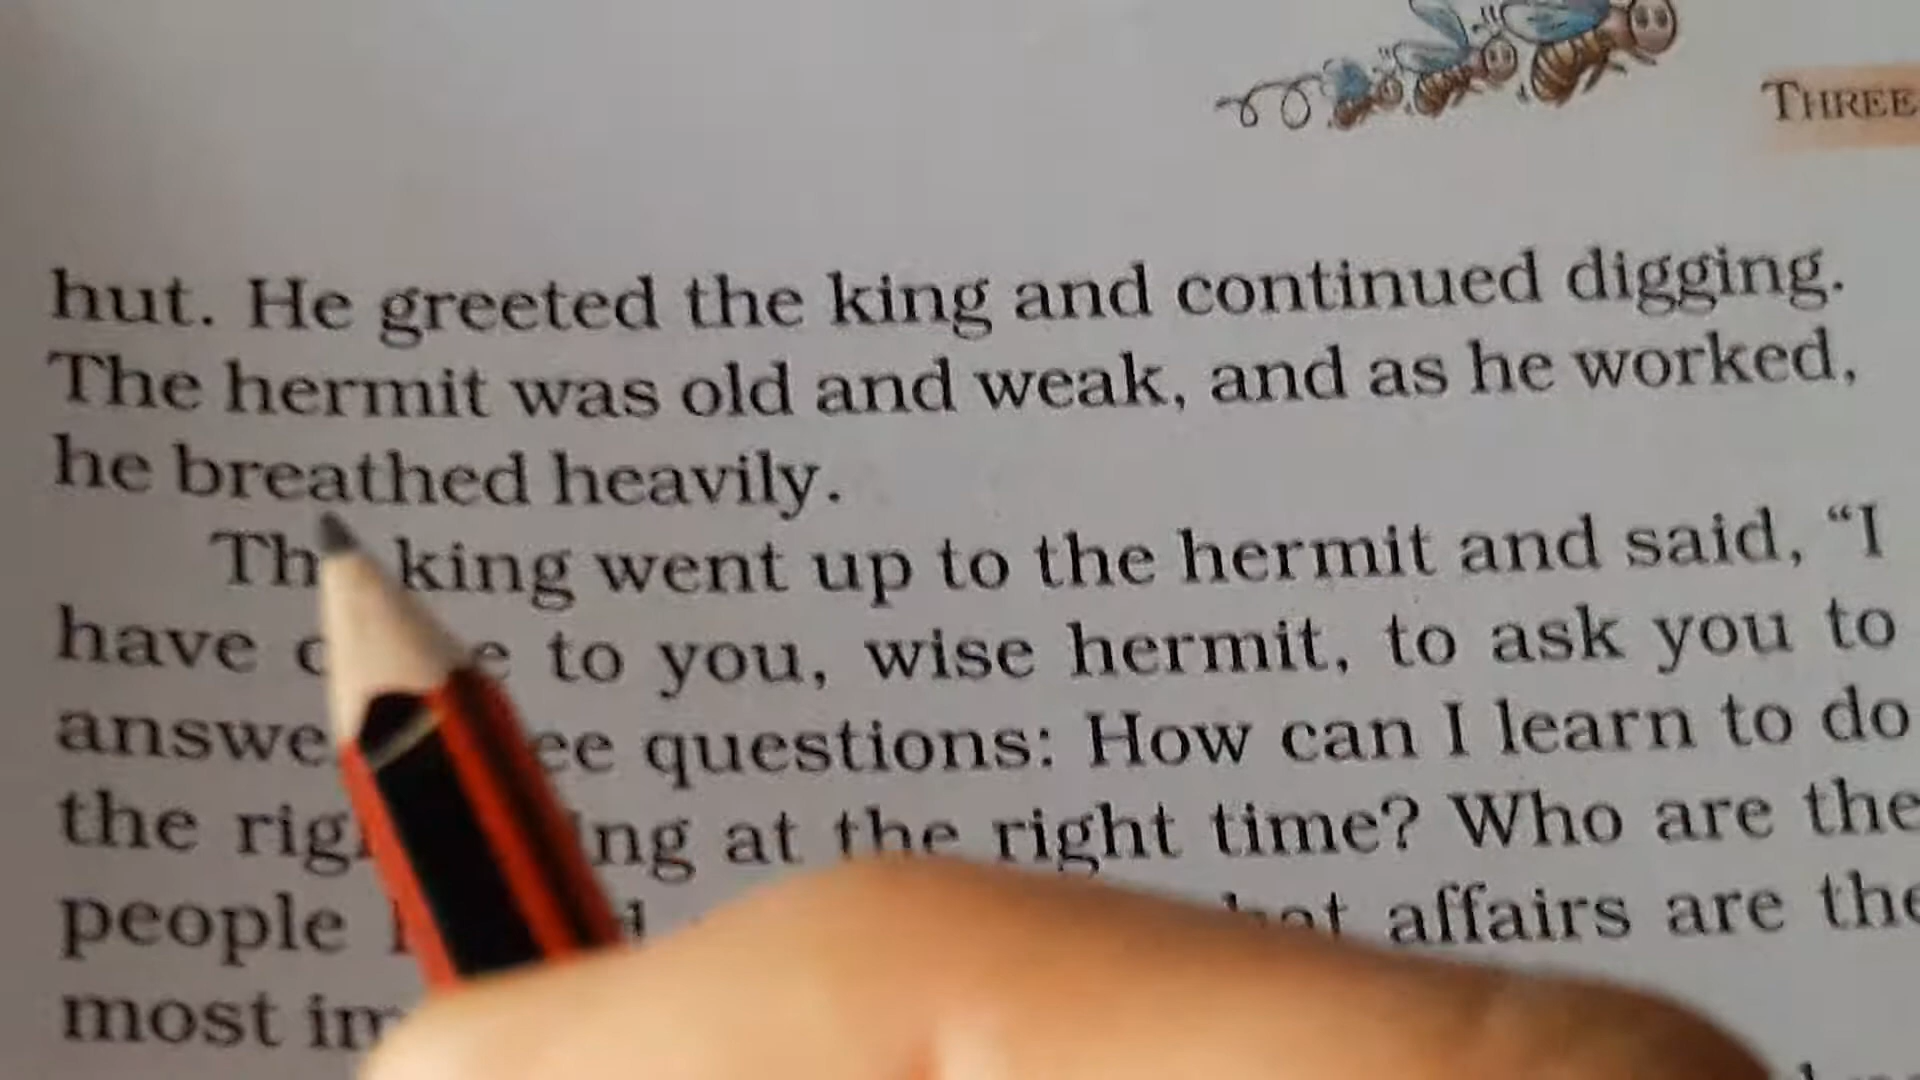 THREE
hut. He greeted the king and continued digging.
The hermit was old and weak, and as he worked,
he breathed heavily.
king went up to the hermit and said, “I
have to you, wise hermit, to ask you to
questions: How can I learn to do
the at the right time? Who are the
people affairs are the
most